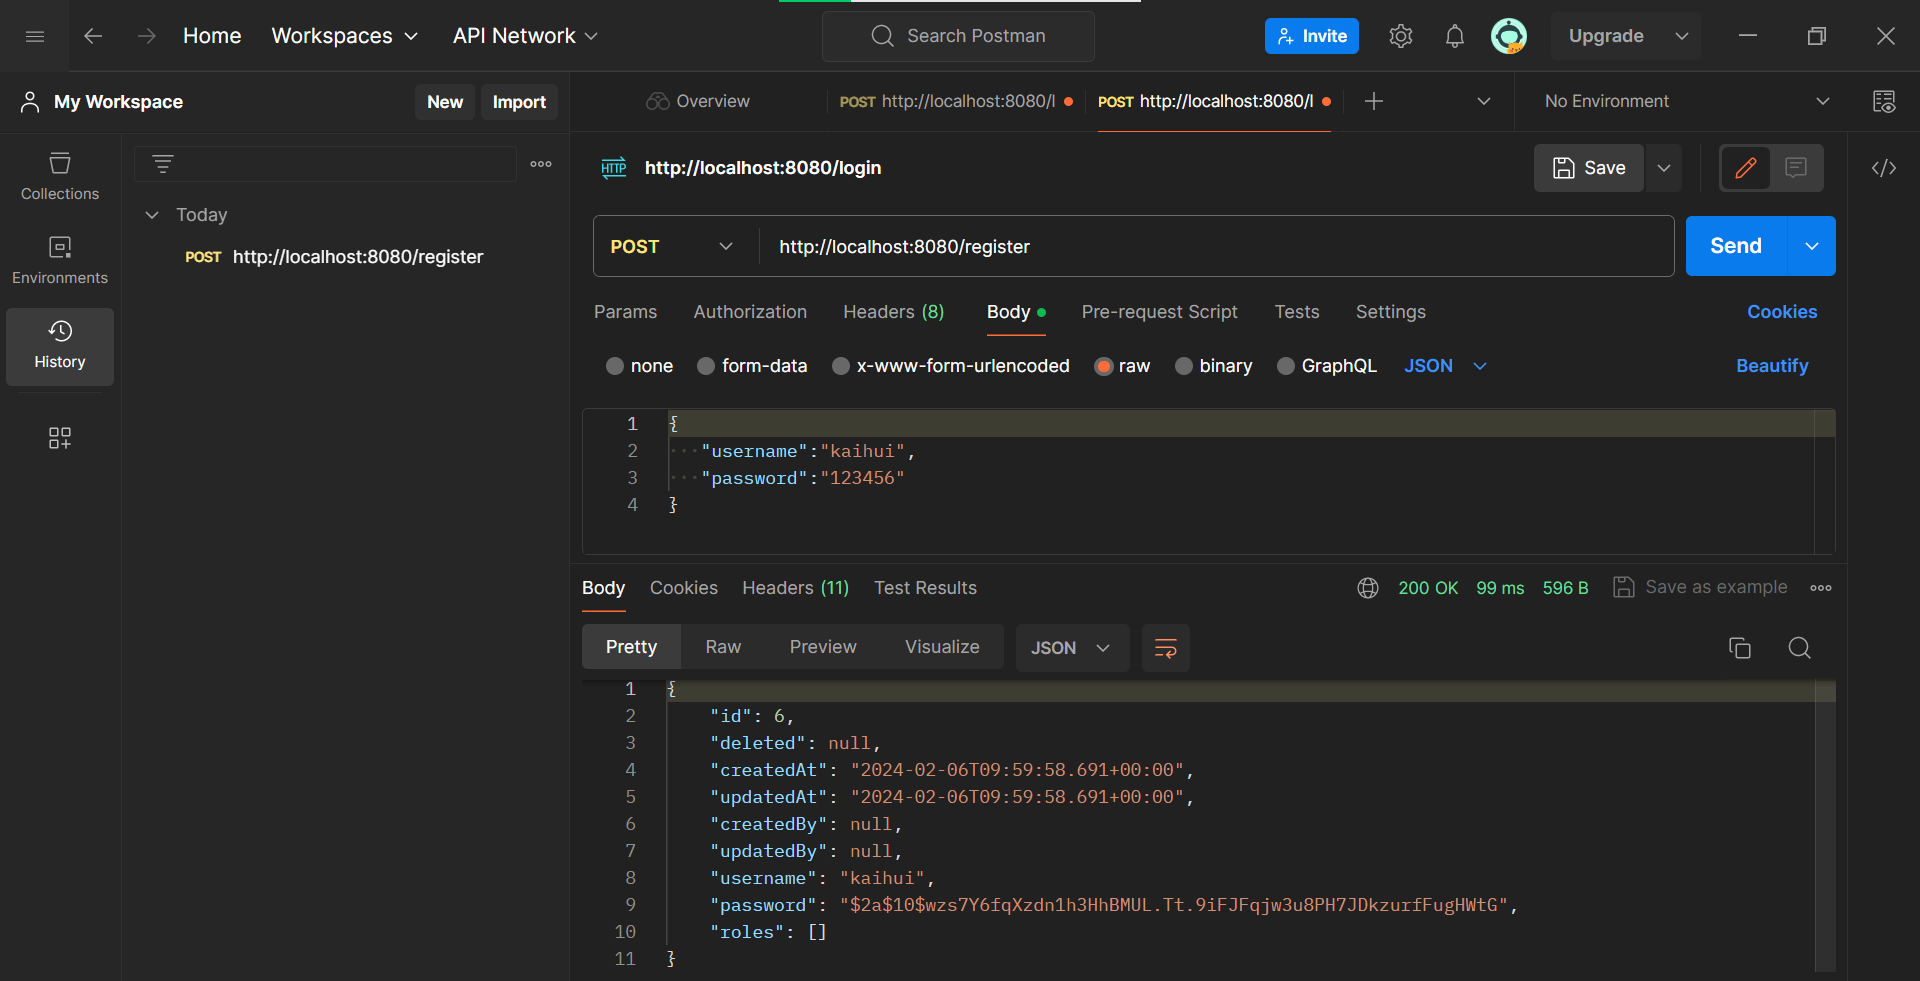 Home Workspaces API Network Search Postman Invite Upgrade
My Workspace New Import Overview POST http://localhost:8080/l POST http://localhost:8080/l No Environment
Collections
Environments
History
Today
POST http://localhost:8080/register
HTTP http://localhost:8080/login Save
POST http://localhost:8080/register Send
Params Authorization Headers (8) Body Pre-request Script Tests Settings Cookies
none form-data x-www-form-urlencoded raw binary GraphQL JSON Beautify
1 {
2 "username":"kaihui",
3 "password":"123456"
4 }
Body Cookies Headers (11) Test Results 200 OK 99 ms 596 B Save as example
Pretty Raw Preview Visualize JSON
1 {
2 "id": 6,
3 "deleted": null,
4 "createdAt": "2024-02-06T09:59:58.691+00:00",
5 "updatedAt": "2024-02-06T09:59:58.691+00:00",
6 "createdBy": null,
7 "updatedBy": null,
8 "username": "kaihui",
9 "password": "$2a$10$wzs7Y6fqXzdn1h3HhBMUL.Tt.9iFJFqjw3u8PH7JDkzurfFugHWtG",
10 "roles": []
11 }